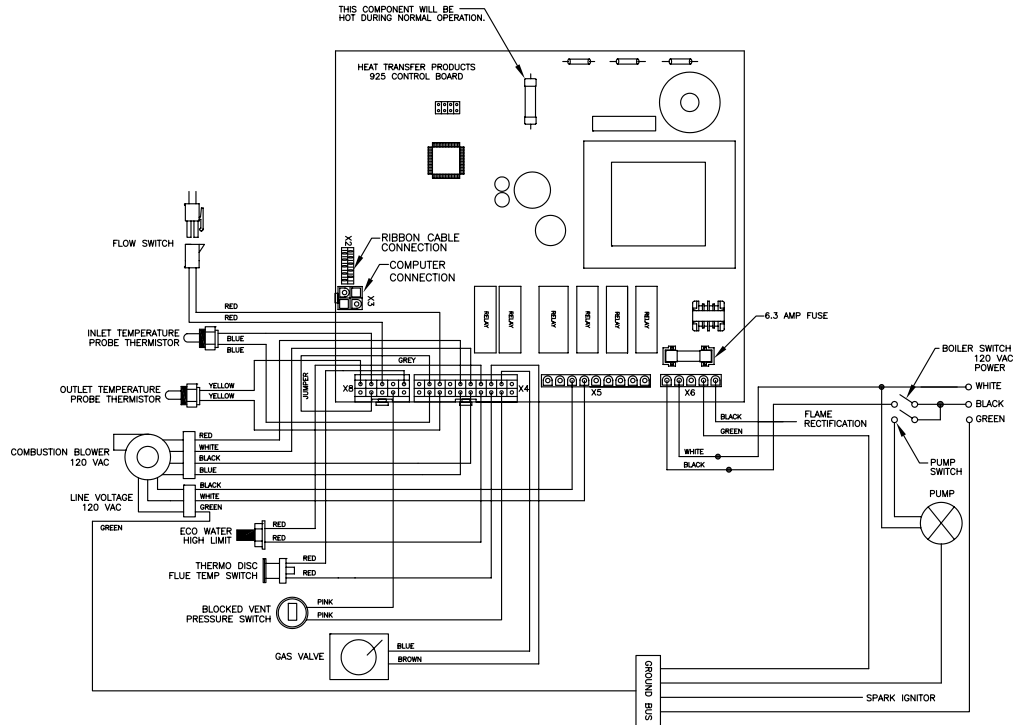 THIS COMPONENT WILL BE
HOT DURING NORMAL OPERATION.
HEAT TRANSFER PRODUCTS
925 CONTROL BOARD
FLOW SWITCH
X2
RIBBON CABLE
CONNECTION
COMPUTER
CONNECTION
X3
RED
RED
INLET TEMPERATURE
PROBE THERMISTOR
BLUE
BLUE
GREY
JUMPER
OUTLET TEMPERATURE
PROBE THERMISTOR
YELLOW
YELLOW
X8
X4
X5
X6
RELAY
RELAY
RELAY
RELAY
RELAY
RELAY
6.3 AMP FUSE
BOILER SWITCH
120 VAC
POWER
WHITE
BLACK
GREEN
BLACK
GREEN
FLAME
RECTIFICATION
WHITE
BLACK
PUMP
SWITCH
PUMP
COMBUSTION BLOWER
120 VAC
RED
WHITE
BLACK
BLUE
LINE VOLTAGE
120 VAC
BLACK
WHITE
GREEN
GREEN
ECO WATER
HIGH LIMIT
RED
RED
THERMO DISC
FLUE TEMP SWITCH
RED
RED
BLOCKED VENT
PRESSURE SWITCH
PINK
PINK
GAS VALVE
BLUE
BROWN
GROUND BUS
SPARK IGNITOR